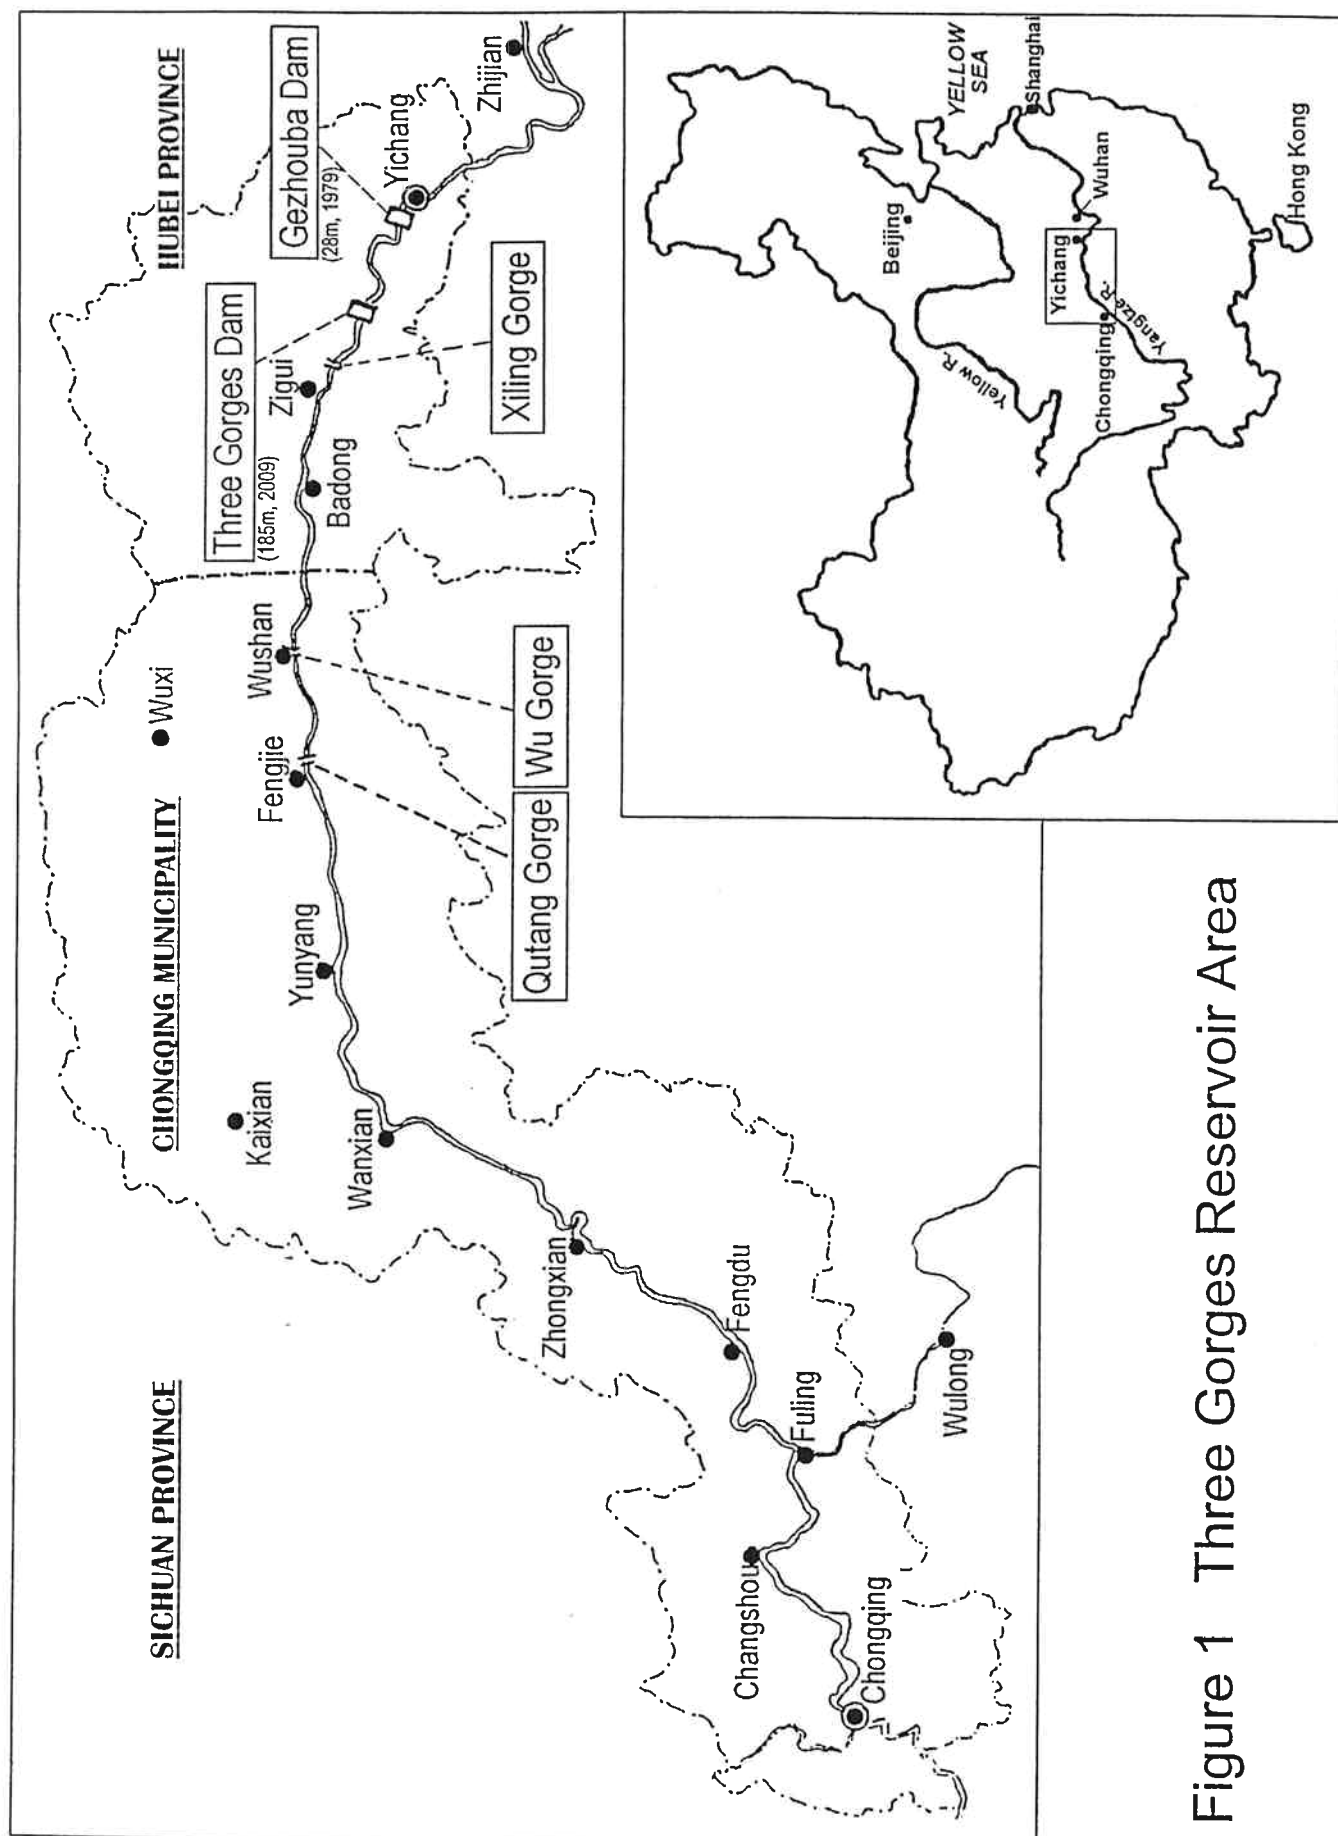 SICHUAN PROVINCE
CHONGQING MUNICIPALITY
HUBEI PROVINCE
Kaixian
Wuxi
Three Gorges Dam
(185m, 2009)
Gezhouba Dam
(28m, 1979)
Wanxian
Yunyang
Fengjie
Wushan
Badong
Zigui
Yichang
Zhijian
Qutang Gorge
Wu Gorge
Xiling Gorge
Zhongxian
Fengdu
Fuling
Wulong
Changshou
Chongqing
Beijing
YELLOW
SEA
Yellow R.
Shanghai
Yichang
Wuhan
Chongqing
Yangtze R.
Hong Kong
Figure 1 Three Gorges Reservoir Area